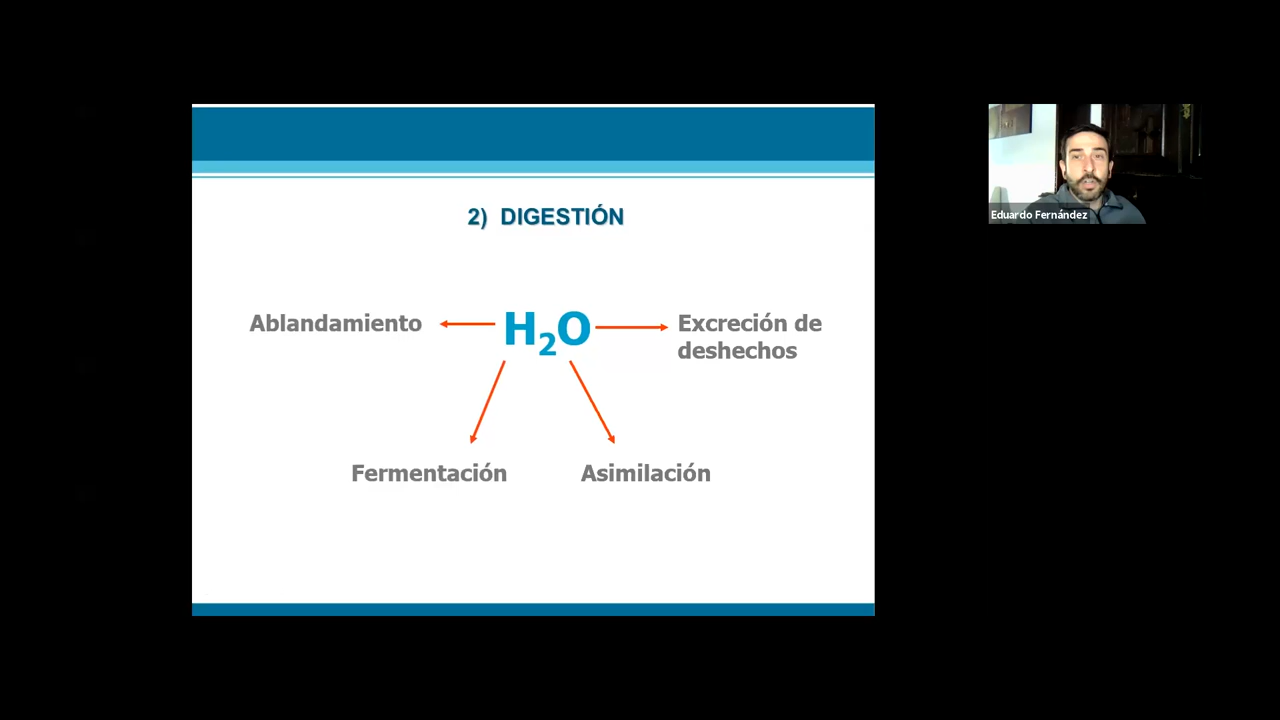 2) DIGESTIÓN
Ablandamiento
H₂O
Excreción de
deshechos
Fermentación
Asimilación
Eduardo Fernández